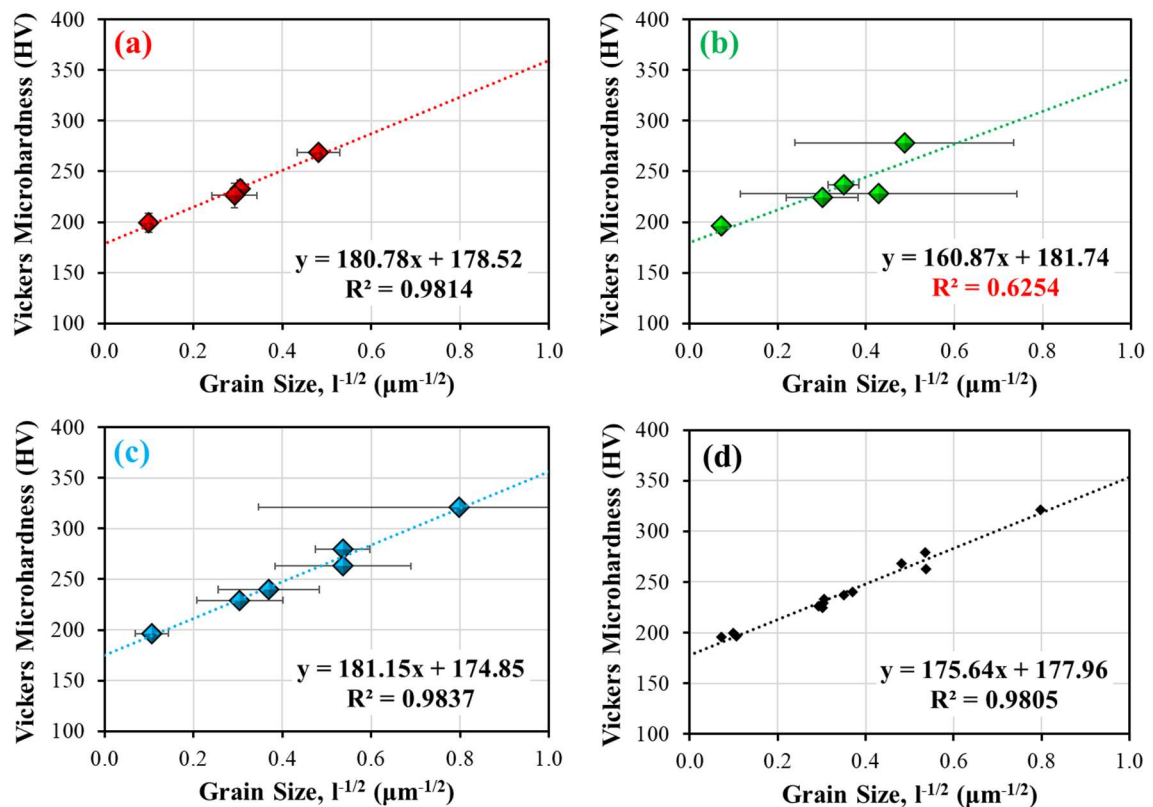 (a)
Vickers Microhardness (HV)
400
350
300
250
200
150
100
y = 180.78x + 178.52
R² = 0.9814
0.0 0.2 0.4 0.6 0.8 1.0
Grain Size, l⁻¹/² (µm⁻¹/²)
(b)
Vickers Microhardness (HV)
400
350
300
250
200
150
100
y = 160.87x + 181.74
R² = 0.6254
0.0 0.2 0.4 0.6 0.8 1.0
Grain Size, l⁻¹/² (µm⁻¹/²)
(c)
Vickers Microhardness (HV)
400
350
300
250
200
150
100
y = 181.15x + 174.85
R² = 0.9837
0.0 0.2 0.4 0.6 0.8 1.0
Grain Size, l⁻¹/² (µm⁻¹/²)
(d)
Vickers Microhardness (HV)
400
350
300
250
200
150
100
y = 175.64x + 177.96
R² = 0.9805
0.0 0.2 0.4 0.6 0.8 1.0
Grain Size, l⁻¹/² (µm⁻¹/²)